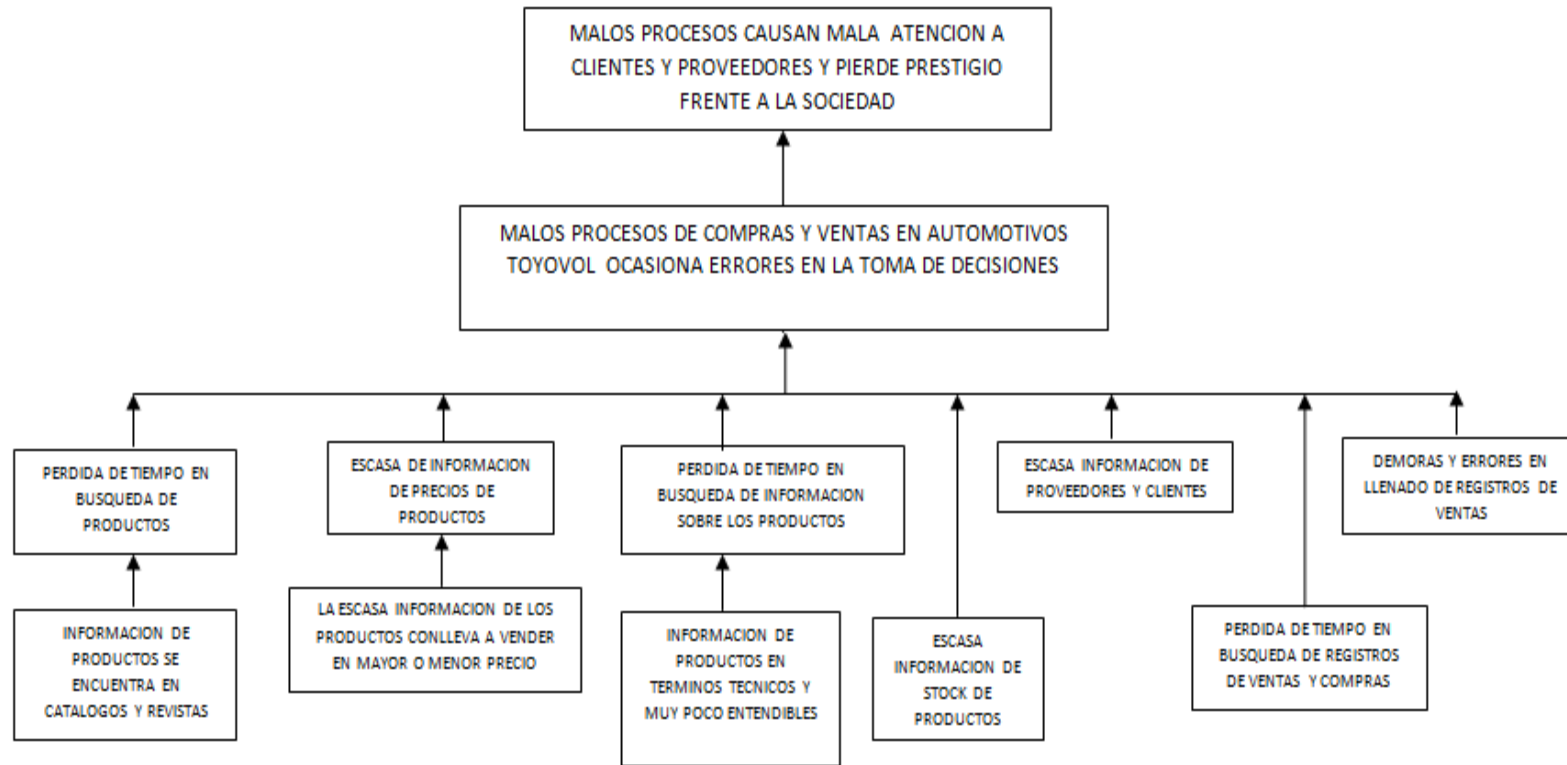 MALOS PROCESOS CAUSAN MALA ATENCION A
CLIENTES Y PROVEEDORES Y PIERDE PRESTIGIO
FRENTE A LA SOCIEDAD
MALOS PROCESOS DE COMPRAS Y VENTAS EN AUTOMOTIVOS
TOYOVOL OCASIONA ERRORES EN LA TOMA DE DECISIONES
PERDIDA DE TIEMPO EN
BUSQUEDA DE
PRODUCTOS
ESCASA DE INFORMACION
DE PRECIOS DE
PRODUCTOS
PERDIDA DE TIEMPO EN
BUSQUEDA DE INFORMACION
SOBRE LOS PRODUCTOS
ESCASA INFORMACION DE
PROVEEDORES Y CLIENTES
DEMORAS Y ERRORES EN
LLENADO DE REGISTROS DE
VENTAS
INFORMACION DE
PRODUCTOS SE
ENCUENTRA EN
CATALOGOS Y REVISTAS
LA ESCASA INFORMACION DE LOS
PRODUCTOS CONLLEVA A VENDER
EN MAYOR O MENOR PRECIO
INFORMACION DE
PRODUCTOS EN
TERMINOS TECNICOS Y
MUY POCO ENTENDIBLES
ESCASA
INFORMACION DE
STOCK DE
PRODUCTOS
PERDIDA DE TIEMPO EN
BUSQUEDA DE REGISTROS
DE VENTAS Y COMPRAS